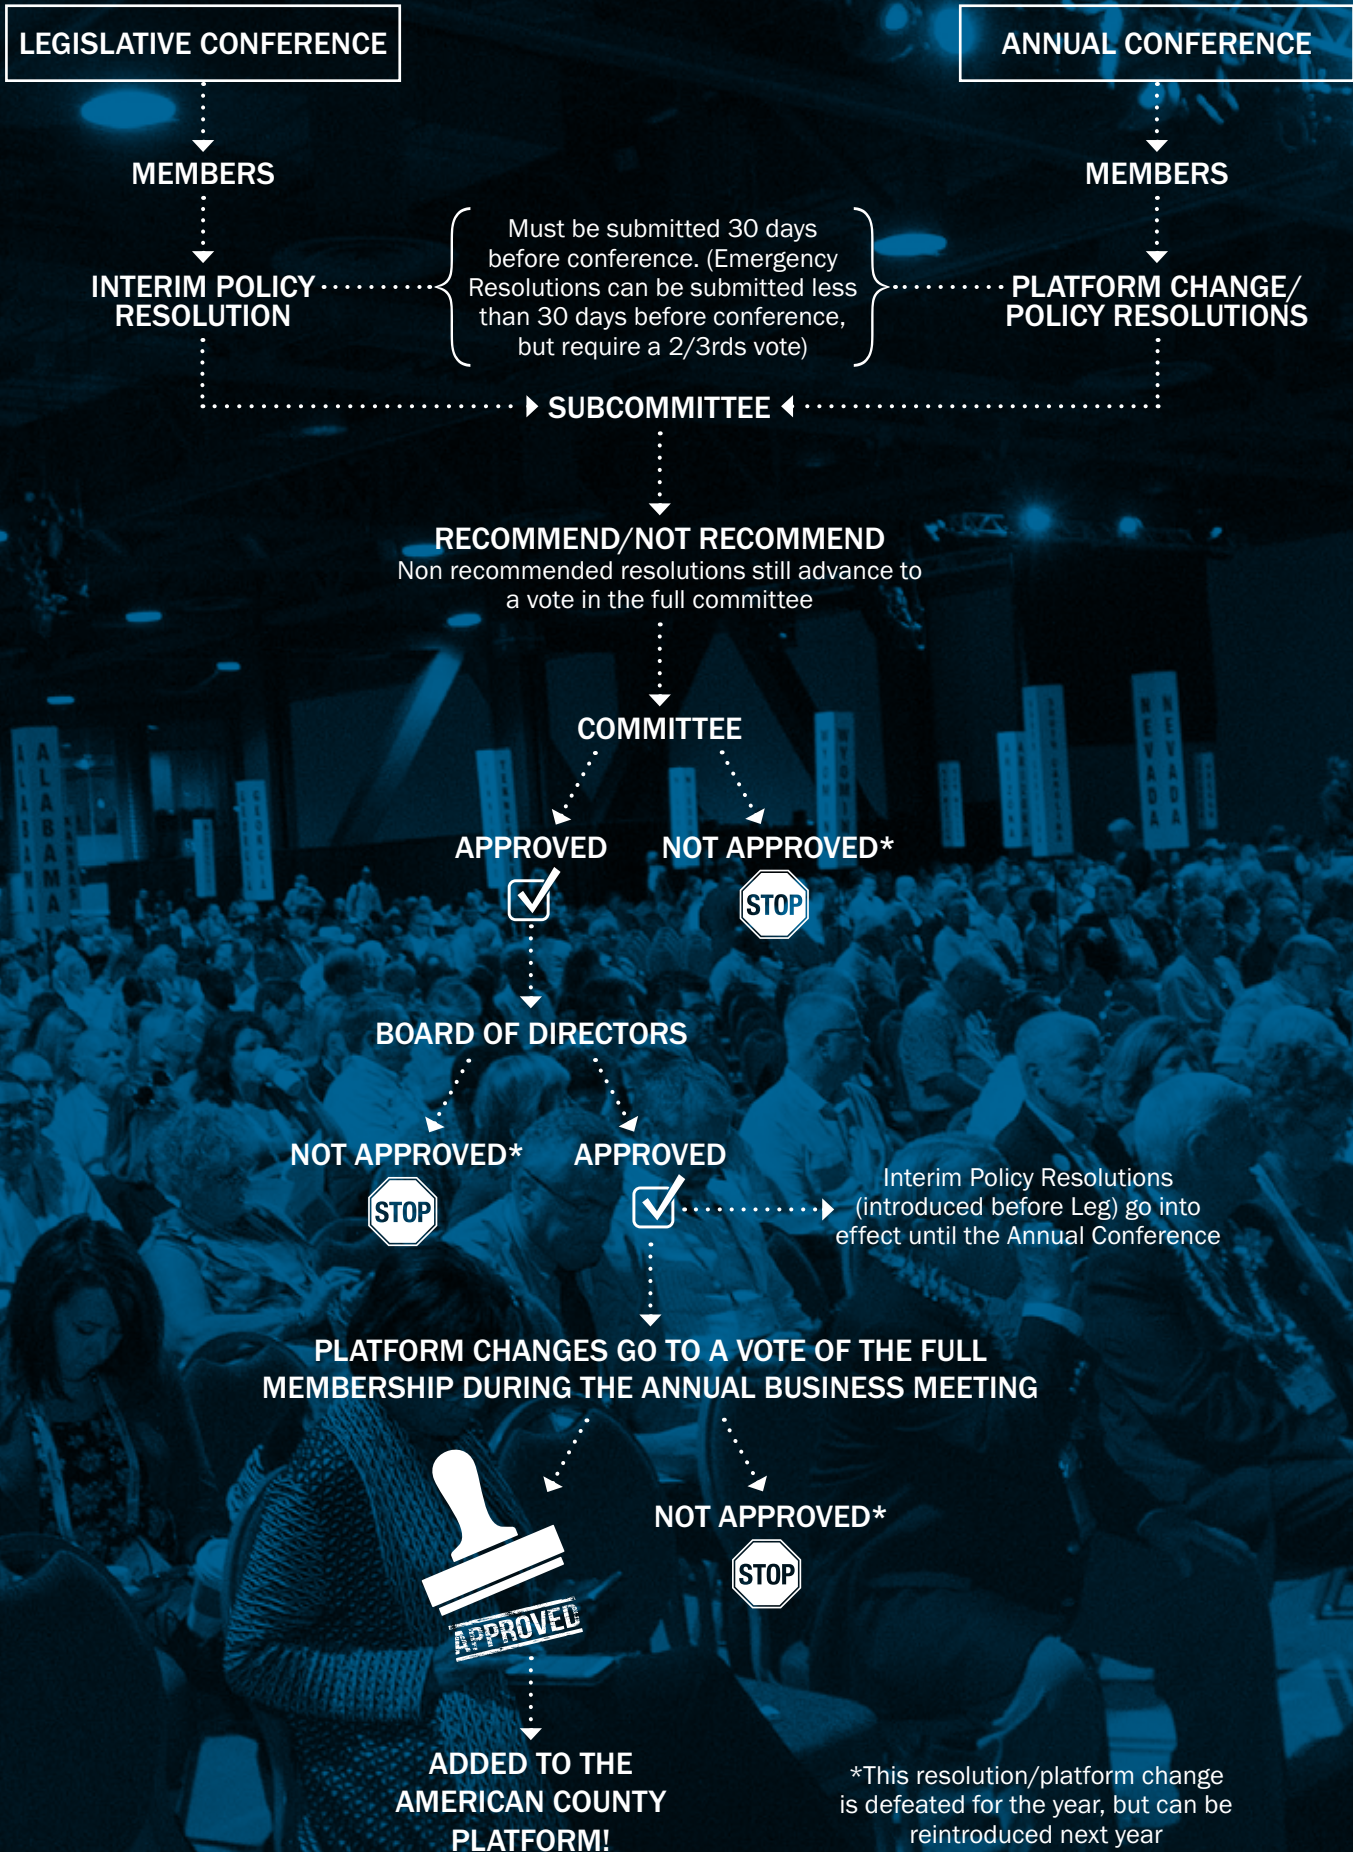 LEGISLATIVE CONFERENCE
ANNUAL CONFERENCE
MEMBERS
MEMBERS
INTERIM POLICY
RESOLUTION
Must be submitted 30 days
before conference. (Emergency
Resolutions can be submitted less
than 30 days before conference,
but require a 2/3rds vote)
PLATFORM CHANGE/
POLICY RESOLUTIONS
SUBCOMMITTEE
RECOMMEND/NOT RECOMMEND
Non recommended resolutions still advance to
a vote in the full committee
COMMITTEE
NEVADA
NEVADA
ALABAMA
ALABAMA
GEORGIA
WYOMING
APPROVED
NOT APPROVED*
STOP
BOARD OF DIRECTORS
NOT APPROVED*
APPROVED
STOP
Interim Policy Resolutions
(introduced before Leg) go into
effect until the Annual Conference
PLATFORM CHANGES GO TO A VOTE OF THE FULL
MEMBERSHIP DURING THE ANNUAL BUSINESS MEETING
NOT APPROVED*
STOP
APPROVED
ADDED TO THE
AMERICAN COUNTY
PLATFORM!
*This resolution/platform change
is defeated for the year, but can be
reintroduced next year